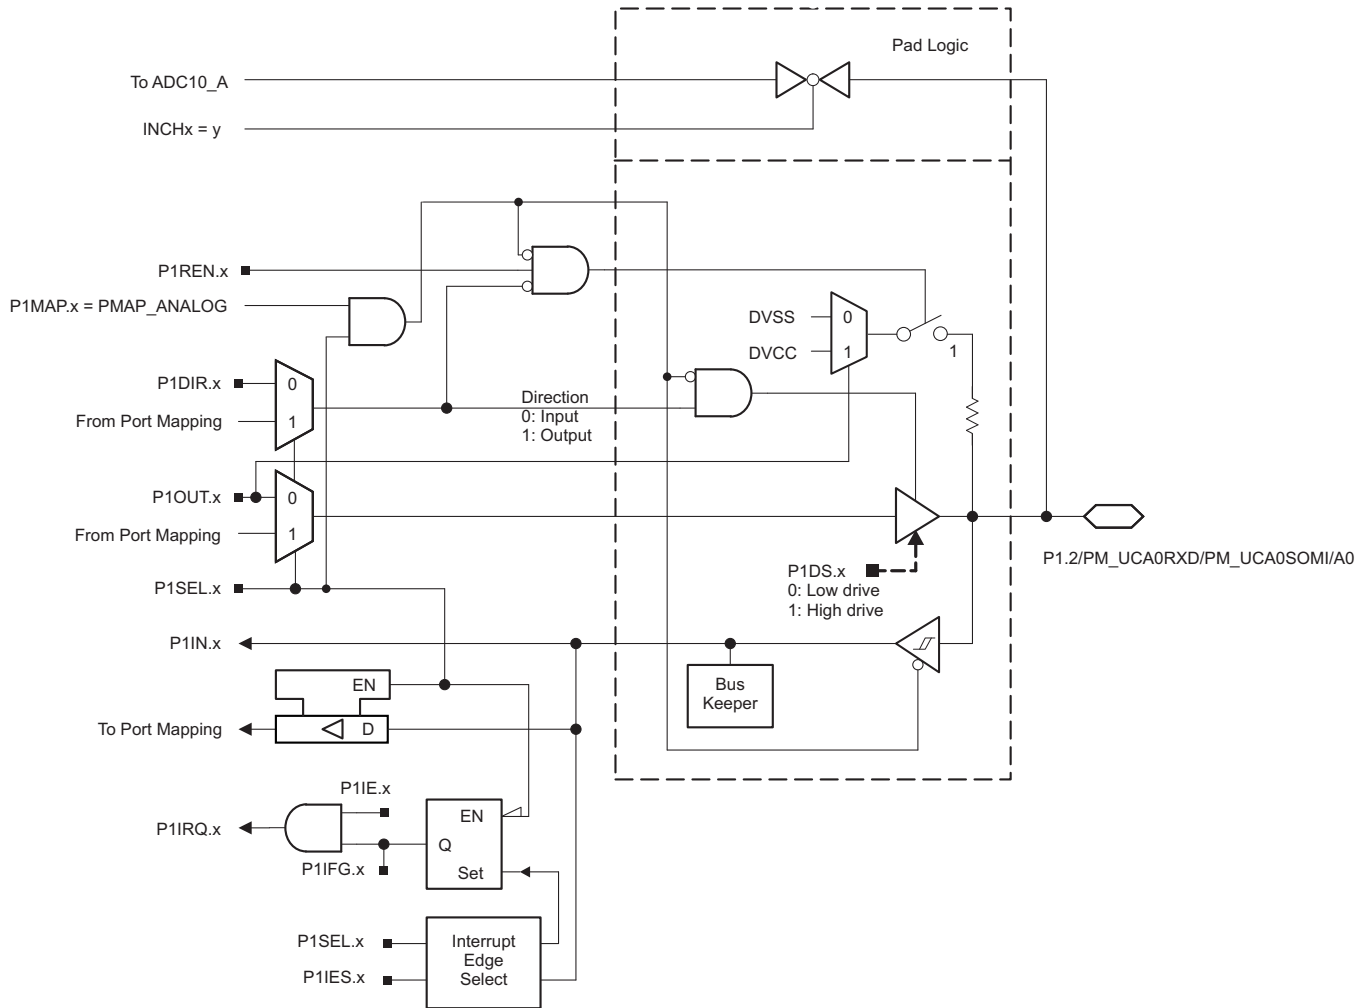 Pad Logic
To ADC10_A
INCHx = y
P1REN.x
P1MAP.x = PMAP_ANALOG
DVSS
0
DVCC
1
1
P1DIR.x
0
From Port Mapping
1
Direction
0: Input
1: Output
P1OUT.x
0
From Port Mapping
1
P1.2/PM_UCA0RXD/PM_UCA0SOMI/A0
P1DS.x
0: Low drive
1: High drive
P1SEL.x
P1IN.x
Bus
Keeper
EN
To Port Mapping
D
P1IE.x
P1IRQ.x
EN
Q
P1IFG.x
Set
P1SEL.x
Interrupt
Edge
Select
P1IES.x